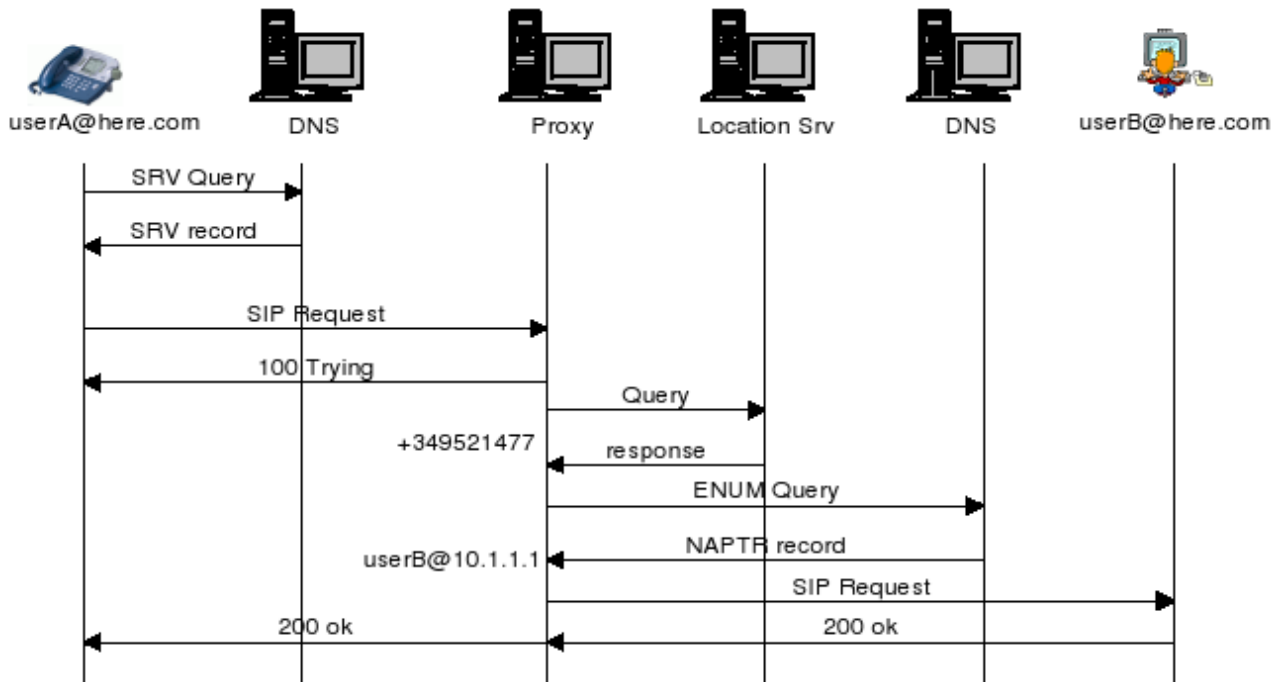 userA@here.com
DNS
Proxy
Location Srv
DNS
userB@here.com
SRV Query
SRV record
SIP Request
100 Trying
Query
+349521477
response
ENUM Query
NAPTR record
userB@10.1.1.1
SIP Request
200 ok
200 ok